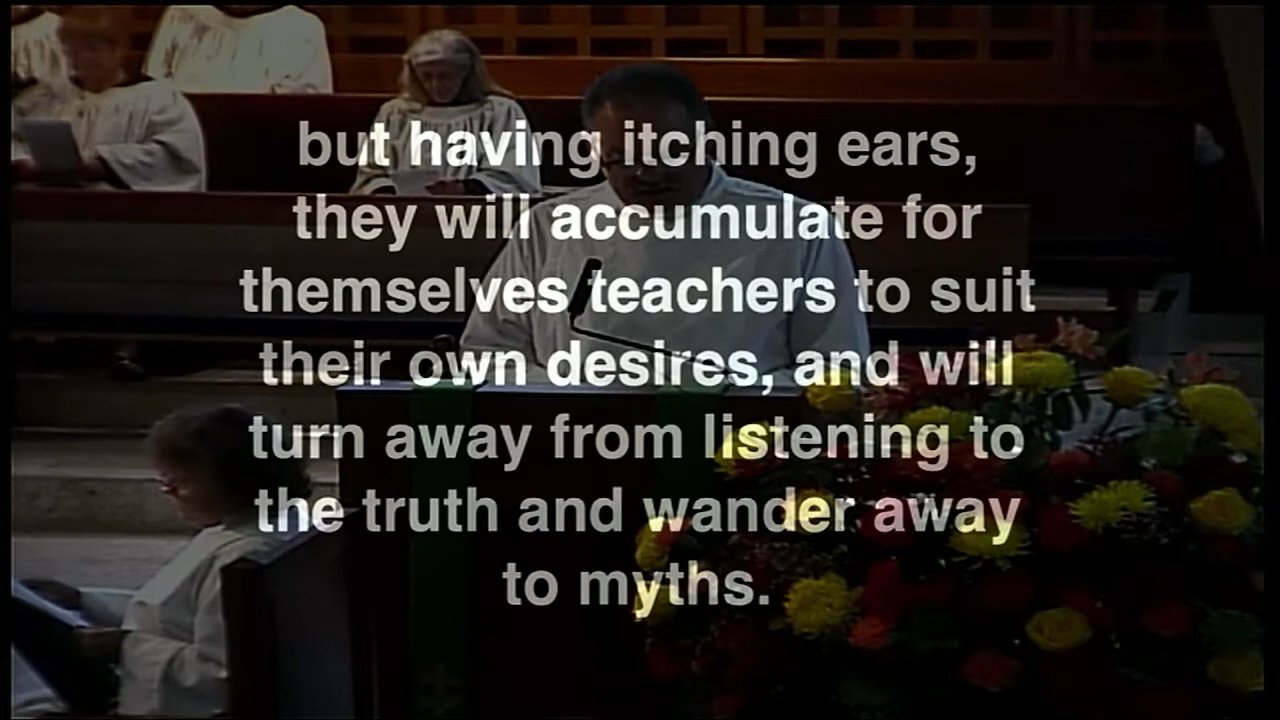 but having itching ears,
they will accumulate for
themselves teachers to suit
their own desires, and will
turn away from listening to
the truth and wander away
to myths.